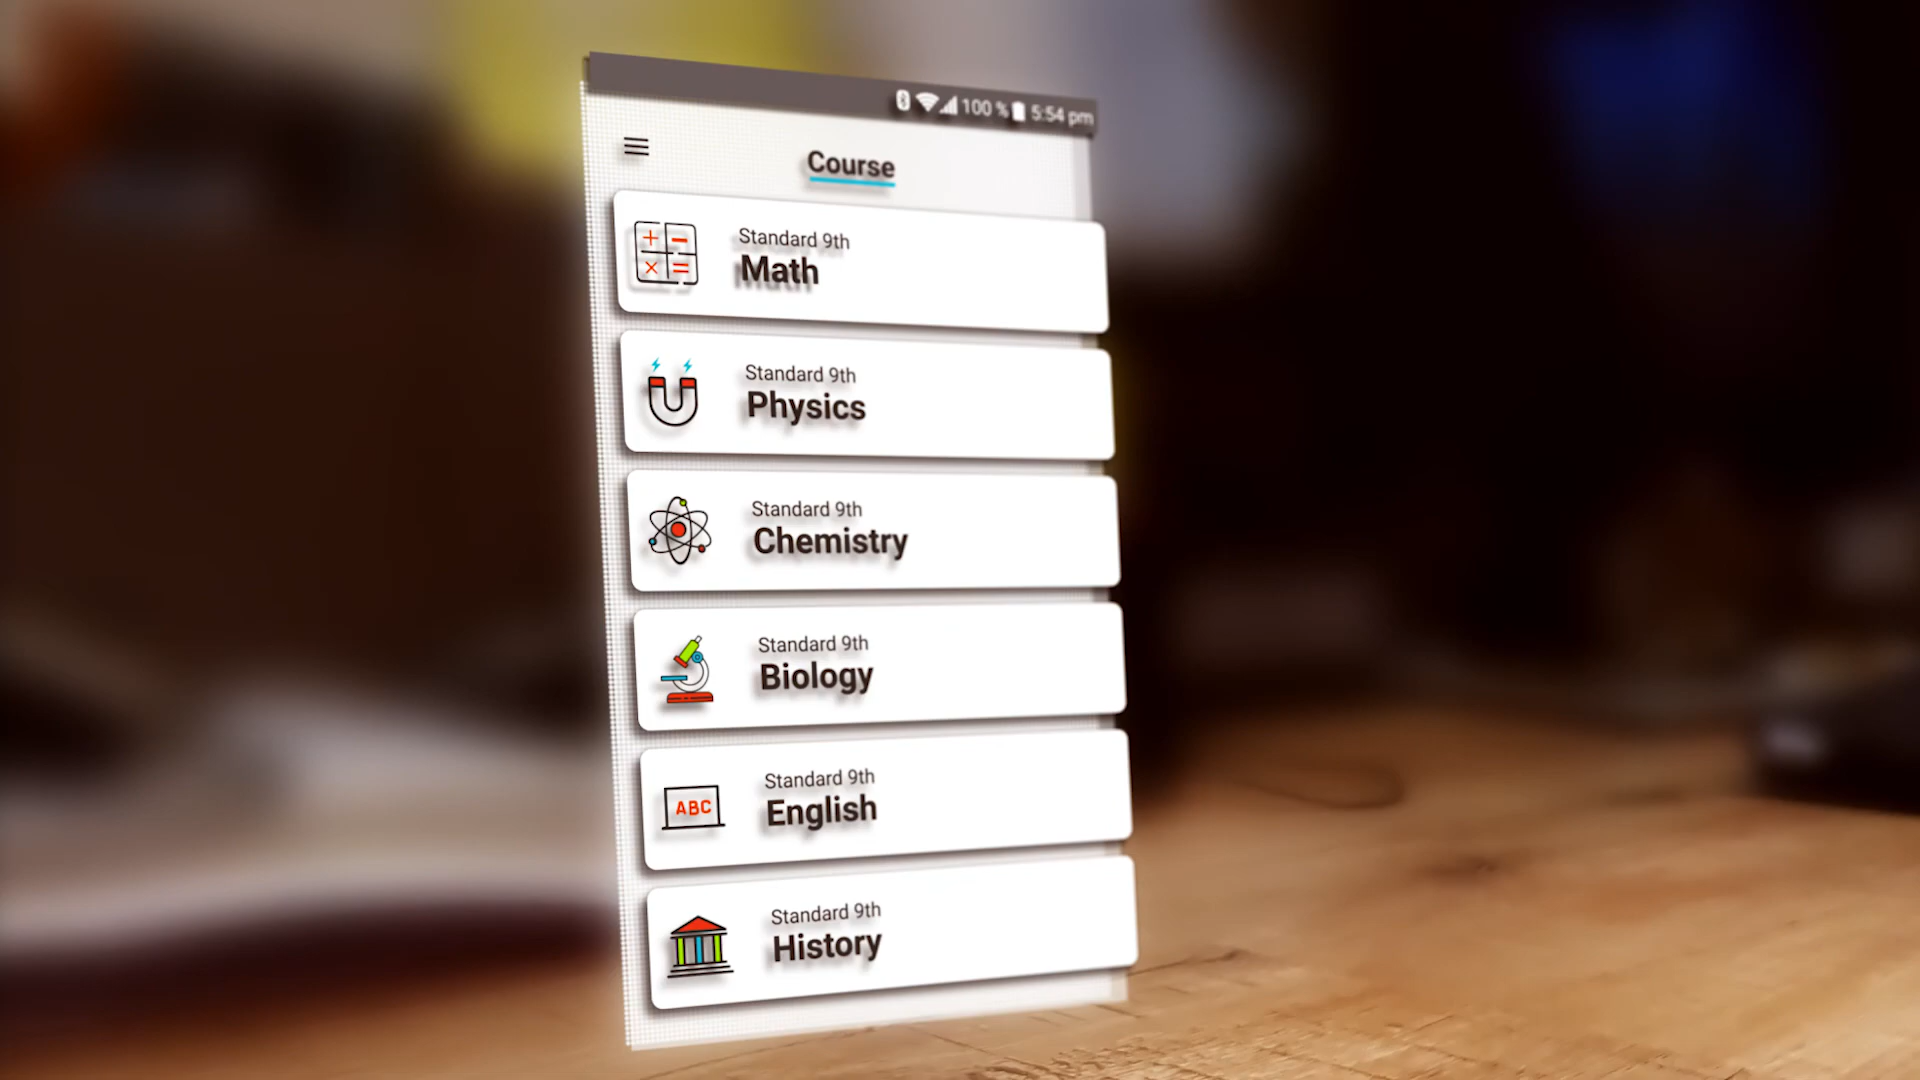 100 % 5:54 pm
Course
Standard 9th
Math
Standard 9th
Physics
Standard 9th
Chemistry
Standard 9th
Biology
ABC
Standard 9th
English
Standard 9th
History